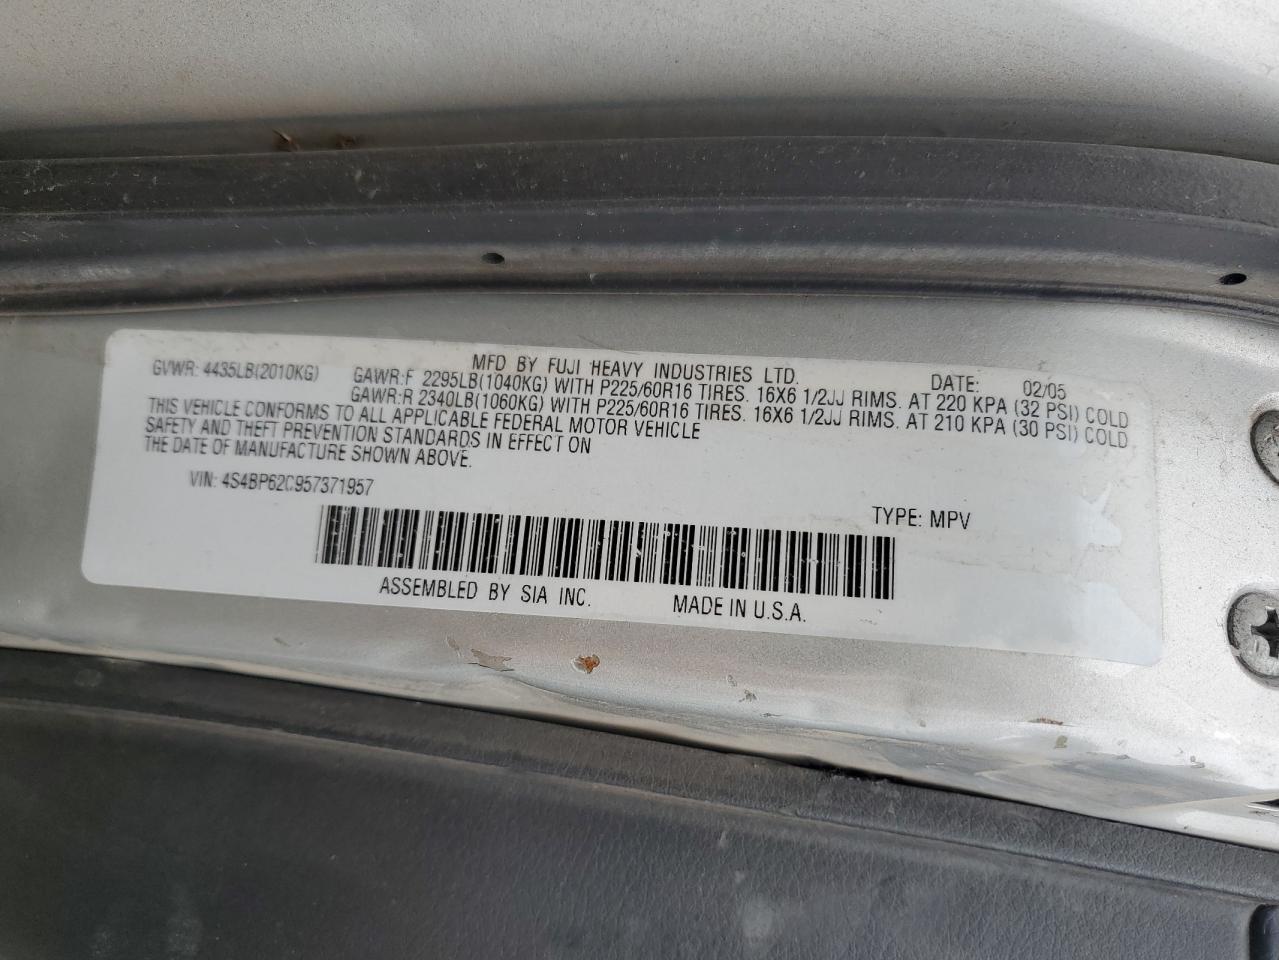 MFD BY FUJI HEAVY INDUSTRIES LTD. DATE: 02/05
GVWR: 4435LB(2010KG) GAWR:F 2295LB(1040KG) WITH P225/60R16 TIRES. 16X6 1/2JJ RIMS. AT 220 KPA (32 PSI) COLD
GAWR:R 2340LB(1060KG) WITH P225/60R16 TIRES. 16X6 1/2JJ RIMS. AT 210 KPA (30 PSI) COLD.
THIS VEHICLE CONFORMS TO ALL APPLICABLE FEDERAL MOTOR VEHICLE
SAFETY AND THEFT PREVENTION STANDARDS IN EFFECT ON
THE DATE OF MANUFACTURE SHOWN ABOVE.
VIN: 4S4BP62C957371957
TYPE: MPV
ASSEMBLED BY SIA INC. MADE IN U.S.A.